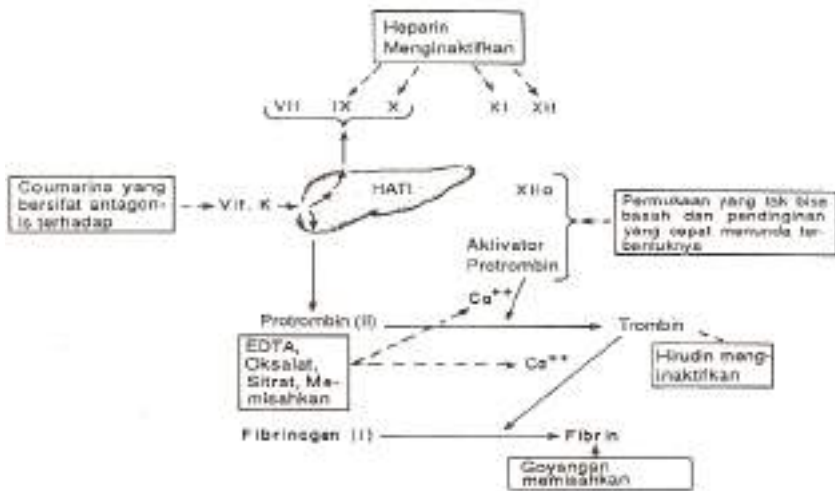 Heparin
Menginaktifkan
VII IX X XI XII
HATI
XIIa
Coumarina yang
bersifat antagon-
is terhadap
Vit. K
Permukaan yang tak bisa
basah dan pendinginan
yang cepat menunda ter-
bentuknya
Aktivator
Protrombin
Ca++
Protrombin (II)
Trombin
EDTA,
Oksalat,
Sitrat, Me-
misahkan
Ca++
Hirudin meng-
inaktifkan
Fibrinogen (I)
Fibrin
Goyangan
memisahkan